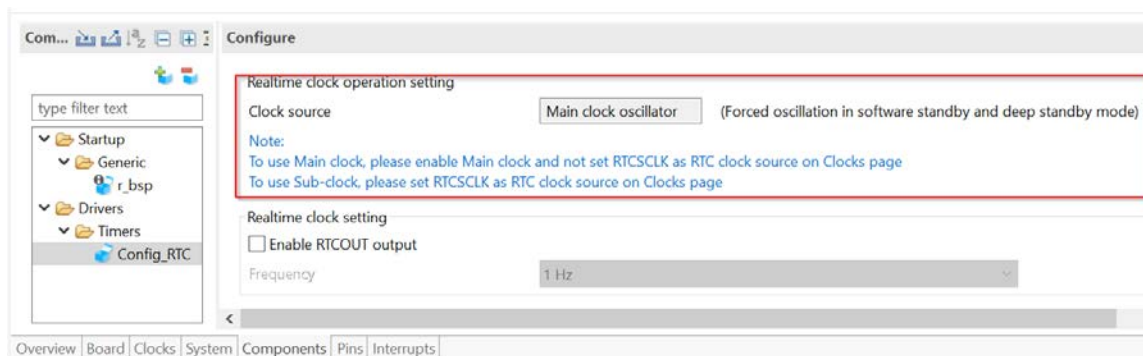 Com...
Configure
type filter text
Startup
Generic
r_bsp
Drivers
Timers
Config_RTC
Realtime clock operation setting
Clock source Main clock oscillator (Forced oscillation in software standby and deep standby mode)
Note:
To use Main clock, please enable Main clock and not set RTCSCLK as RTC clock source on Clocks page
To use Sub-clock, please set RTCSCLK as RTC clock source on Clocks page
Realtime clock setting
Enable RTCOUT output
Frequency 1 Hz
Overview Board Clocks System Components Pins Interrupts